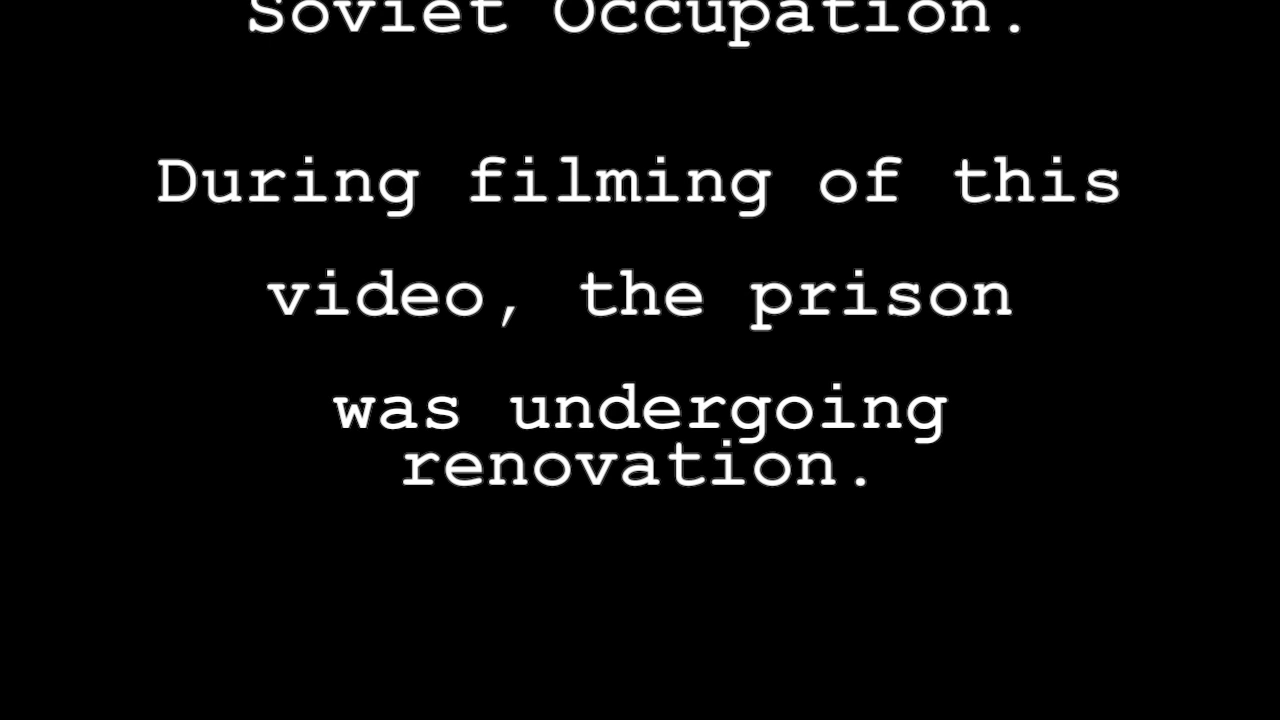 Soviet Occupation.
During filming of this
video, the prison
was undergoing
renovation.